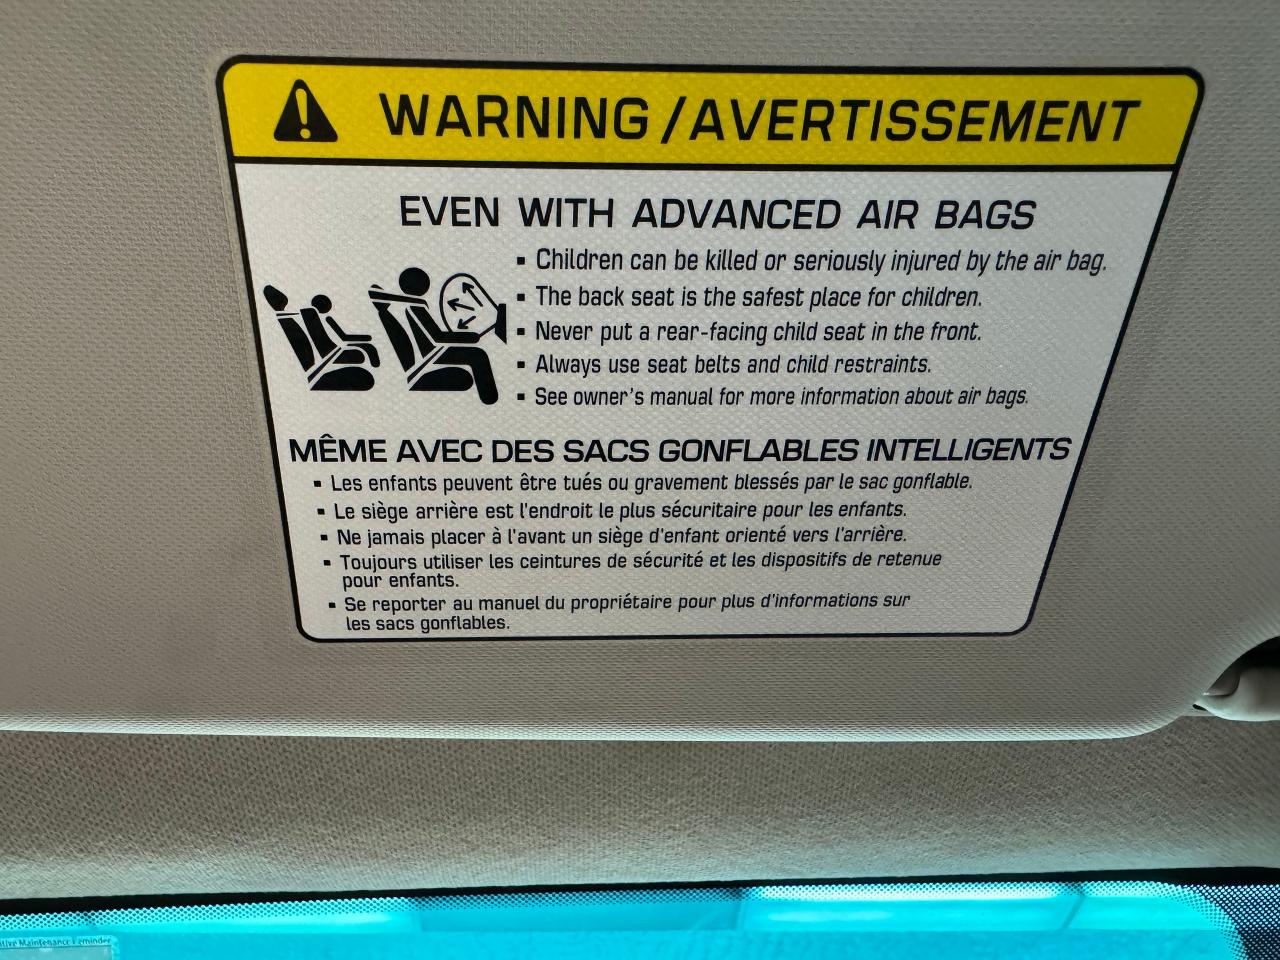 WARNING/AVERTISSEMENT
EVEN WITH ADVANCED AIR BAGS
▪ Children can be killed or seriously injured by the air bag.
▪ The back seat is the safest place for children.
▪ Never put a rear-facing child seat in the front.
▪ Always use seat belts and child restraints.
▪ See owner's manual for more information about air bags.
MÊME AVEC DES SACS GONFLABLES INTELLIGENTS
▪ Les enfants peuvent être tués ou gravement blessés par le sac gonflable.
▪ Le siège arrière est l'endroit le plus sécuritaire pour les enfants.
▪ Ne jamais placer à l'avant un siège d'enfant orienté vers l'arrière.
▪ Toujours utiliser les ceintures de sécurité et les dispositifs de retenue
pour enfants.
▪ Se reporter au manuel du propriétaire pour plus d'informations sur
les sacs gonflables.
Maintenance Reminder